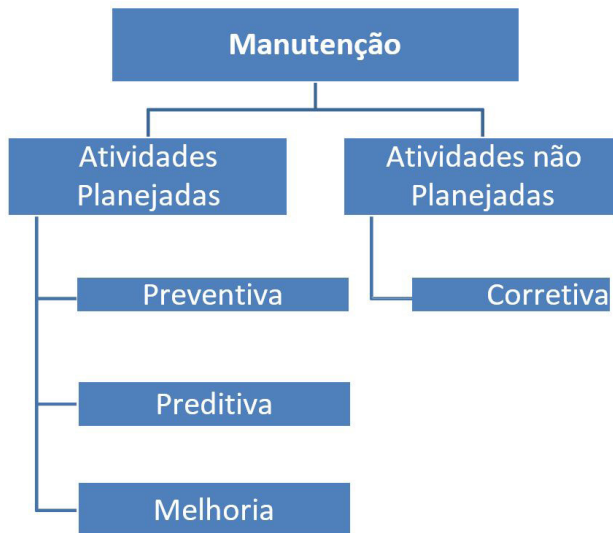 Manutenção
Atividades
Planejadas
Preventiva
Preditiva
Melhoria
Atividades não
Planejadas
Corretiva